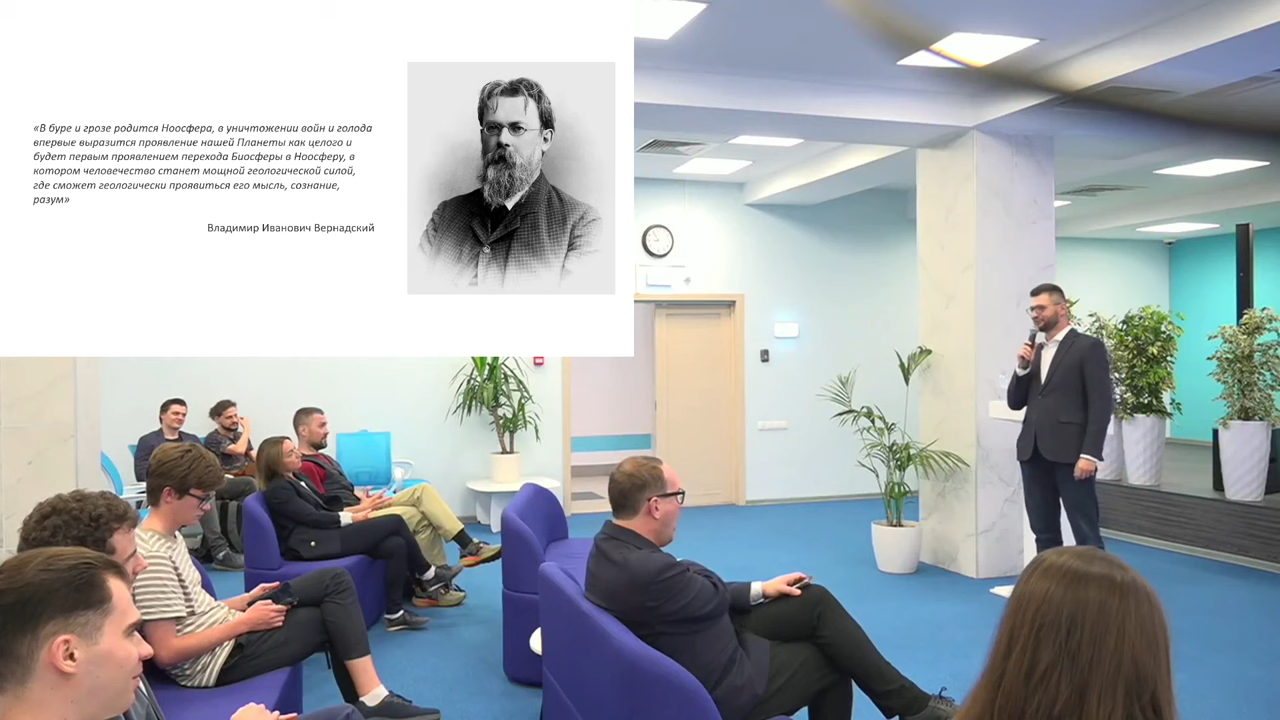 «В буре и грозе родится Ноосфера, в уничтожении войн и голода
впервые выразится проявление нашей Планеты как целого и
будет первым проявлением перехода Биосферы в Ноосферу, в
котором человечество станет мощной геологической силой,
где сможет геологически проявиться его мысль, сознание,
разум»
Владимир Иванович Вернадский